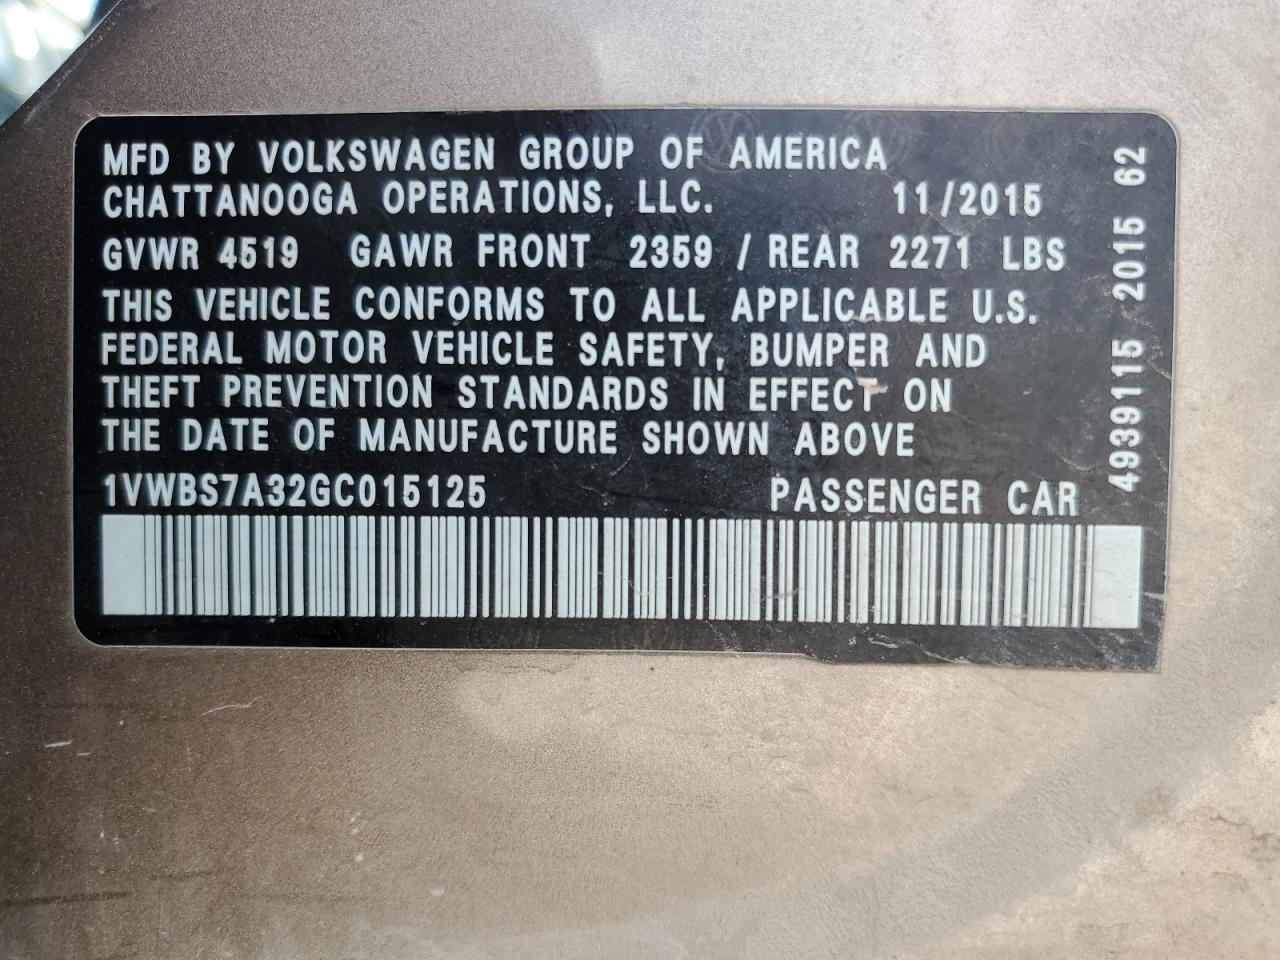 MFD BY VOLKSWAGEN GROUP OF AMERICA
CHATTANOOGA OPERATIONS, LLC. 11/2015
GVWR 4519 GAWR FRONT 2359 / REAR 2271 LBS
THIS VEHICLE CONFORMS TO ALL APPLICABLE U.S.
FEDERAL MOTOR VEHICLE SAFETY, BUMPER AND
THEFT PREVENTION STANDARDS IN EFFECT ON
THE DATE OF MANUFACTURE SHOWN ABOVE
1VWBS7A32GC015125 PASSENGER CAR
4939115 2015 62